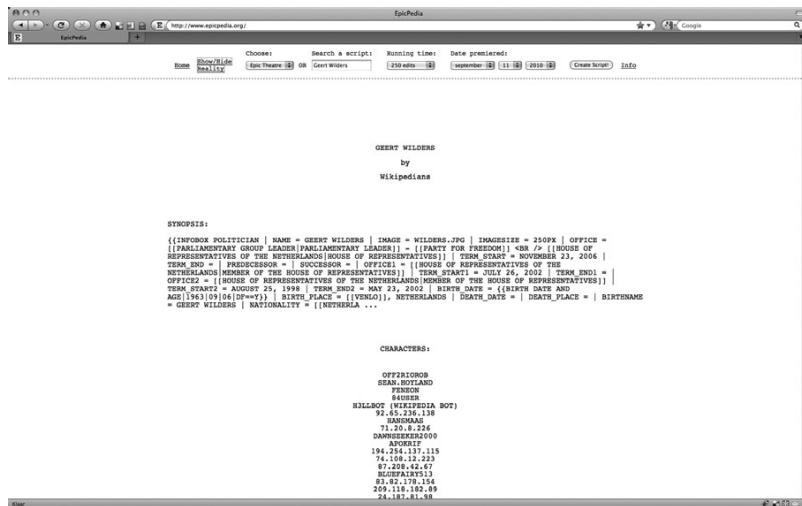 EpicPedia
http://www.epicpedia.org/
Google
EpicPedia
Choose: Search a script: Running time: Date premiered:
Home Show/Hide Reality Epic Theatre OR Geert Wilders 250 edits september 11 2010 Create Script! Info
GEERT WILDERS
by
Wikipedians
SYNOPSIS:
{{INFOBOX POLITICIAN | NAME = GEERT WILDERS | IMAGE = WILDERS.JPG | IMAGESIZE = 250PX | OFFICE =
[[PARLIAMENTARY GROUP LEADER|PARLIAMENTARY LEADER]] - [[PARTY FOR FREEDOM]] <BR /> [[HOUSE OF
REPRESENTATIVES OF THE NETHERLANDS|HOUSE OF REPRESENTATIVES]] | TERM_START = NOVEMBER 23, 2006 |
TERM_END = | PREDECESSOR = | SUCCESSOR = | OFFICE1 = [[HOUSE OF REPRESENTATIVES OF THE
NETHERLANDS|MEMBER OF THE HOUSE OF REPRESENTATIVES]] | TERM_START1 = JULY 26, 2002 | TERM_END1 =
OFFICE2 = [[HOUSE OF REPRESENTATIVES OF THE NETHERLANDS|MEMBER OF THE HOUSE OF REPRESENTATIVES]] |
TERM_START2 = AUGUST 25, 1998 | TERM_END2 = MAY 23, 2002 | BIRTH_DATE = {{BIRTH DATE AND
AGE|1963|09|06|DF==Y}} | BIRTH_PLACE = [[VENLO]], NETHERLANDS | DEATH_DATE = | DEATH_PLACE = | BIRTHNAME
= GEERT WILDERS | NATIONALITY = [[NETHERLA ...
CHARACTERS:
OFF2RIOROB
SEAN.HOYLAND
FENEON
84USER
H3LLBOT (WIKIPEDIA BOT)
92.65.236.138
HANSMAAS
71.20.8.226
DAWNSEEKER2000
APOKRIF
194.254.137.115
74.108.12.223
87.208.42.67
BLUEFAIRY513
83.82.178.154
209.118.182.89
24.187.81.98
Klaar